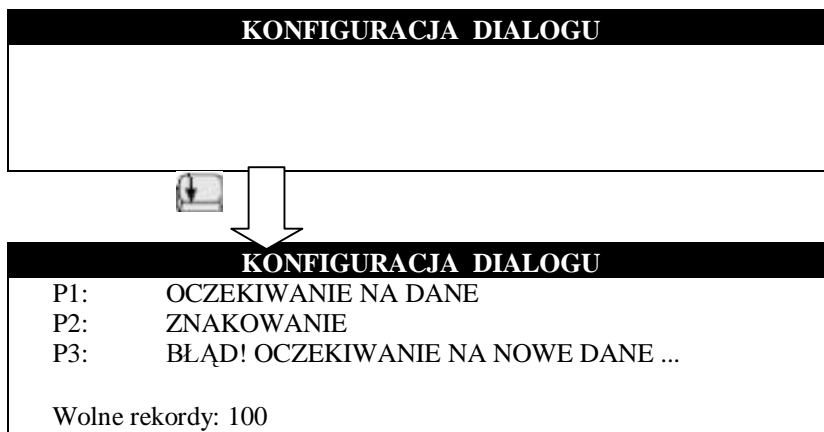 KONFIGURACJA DIALOGU
KONFIGURACJA DIALOGU
P1: OCZEKIWANIE NA DANE
P2: ZNAKOWANIE
P3: BŁĄD! OCZEKIWANIE NA NOWE DANE ...
Wolne rekordy: 100